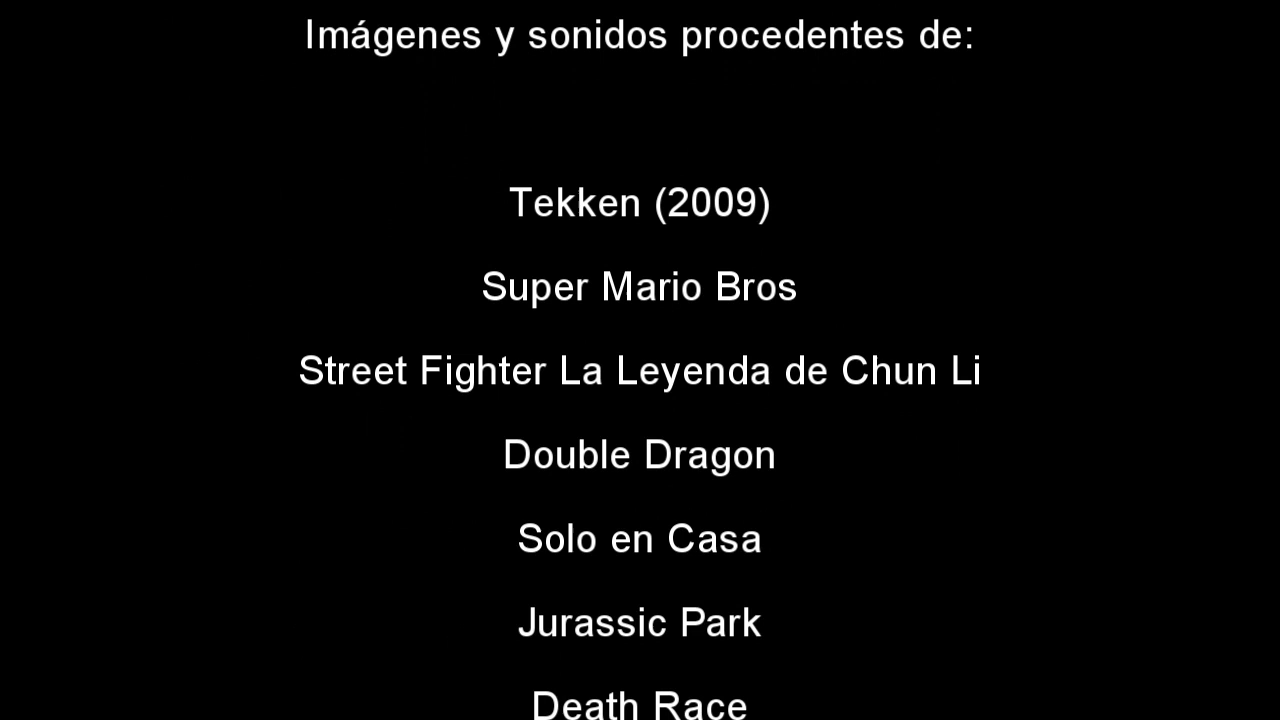 Imágenes y sonidos procedentes de:
Tekken (2009)
Super Mario Bros
Street Fighter La Leyenda de Chun Li
Double Dragon
Solo en Casa
Jurassic Park
Death Race